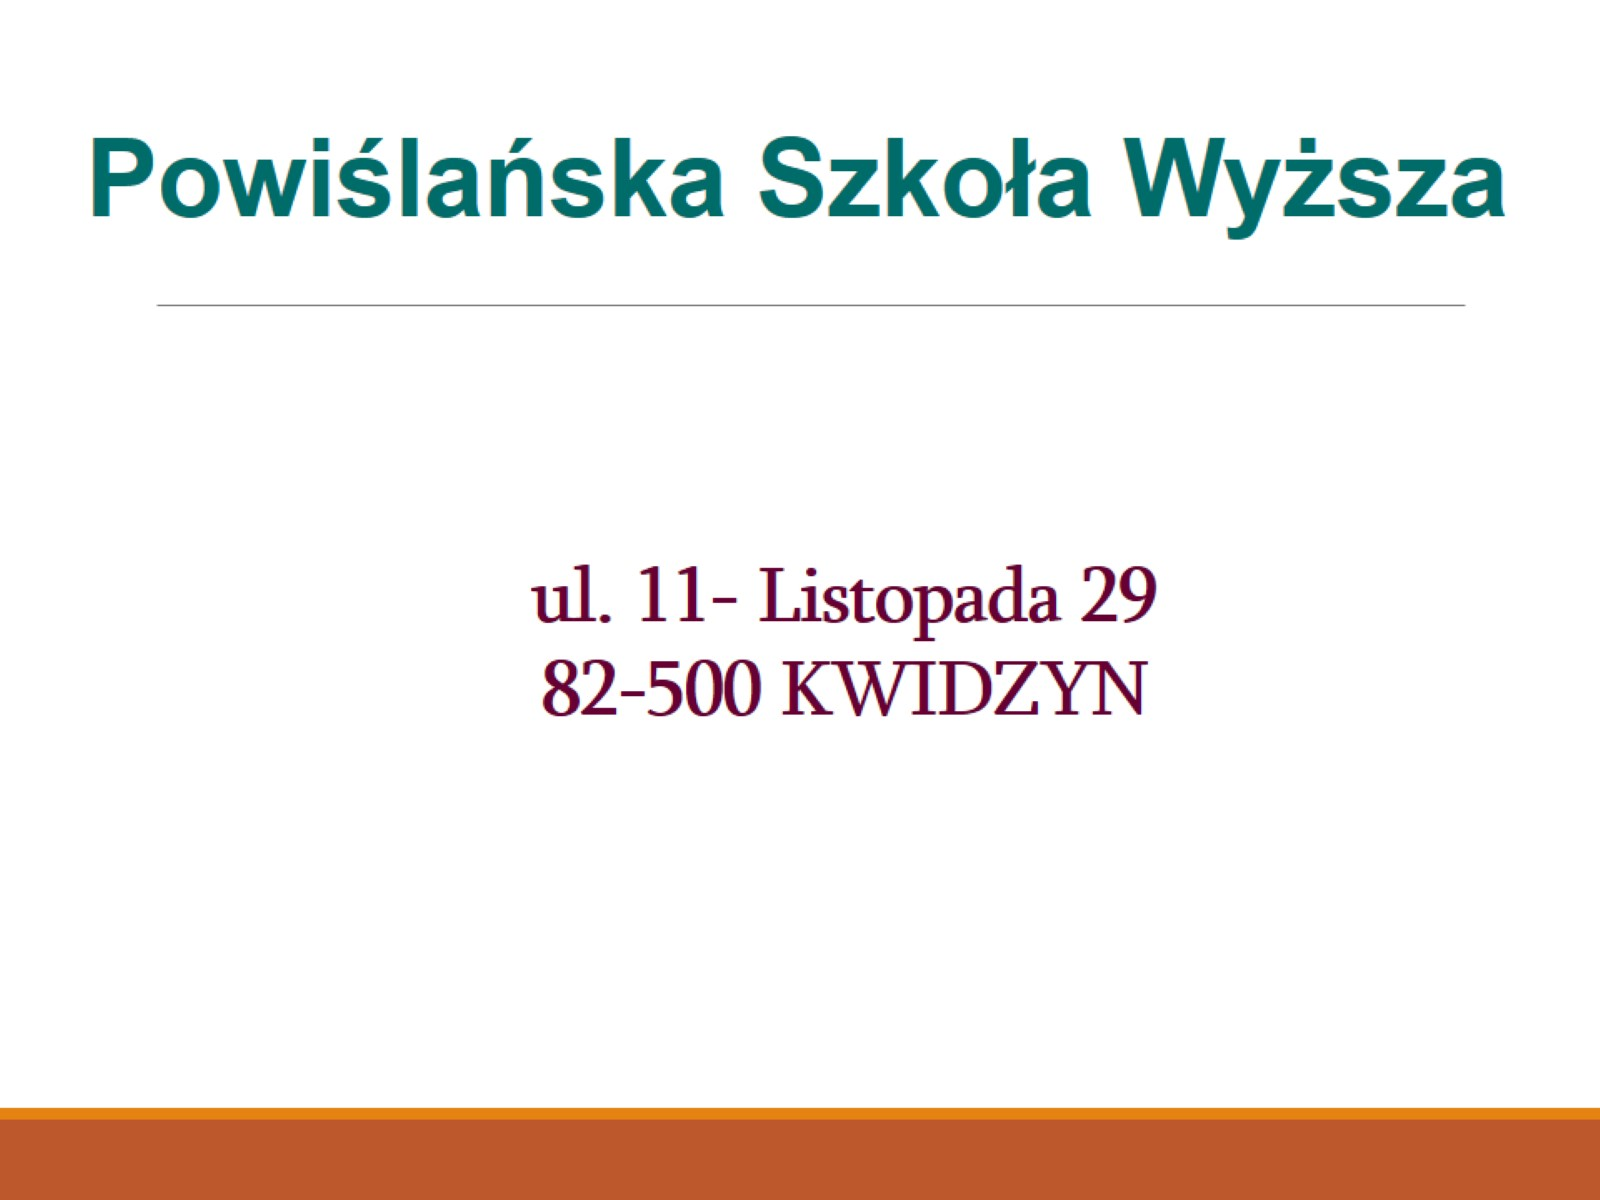 Powiślańska Szkoła Wyższa
ul. 11- Listopada 29
82-500 KWIDZYN